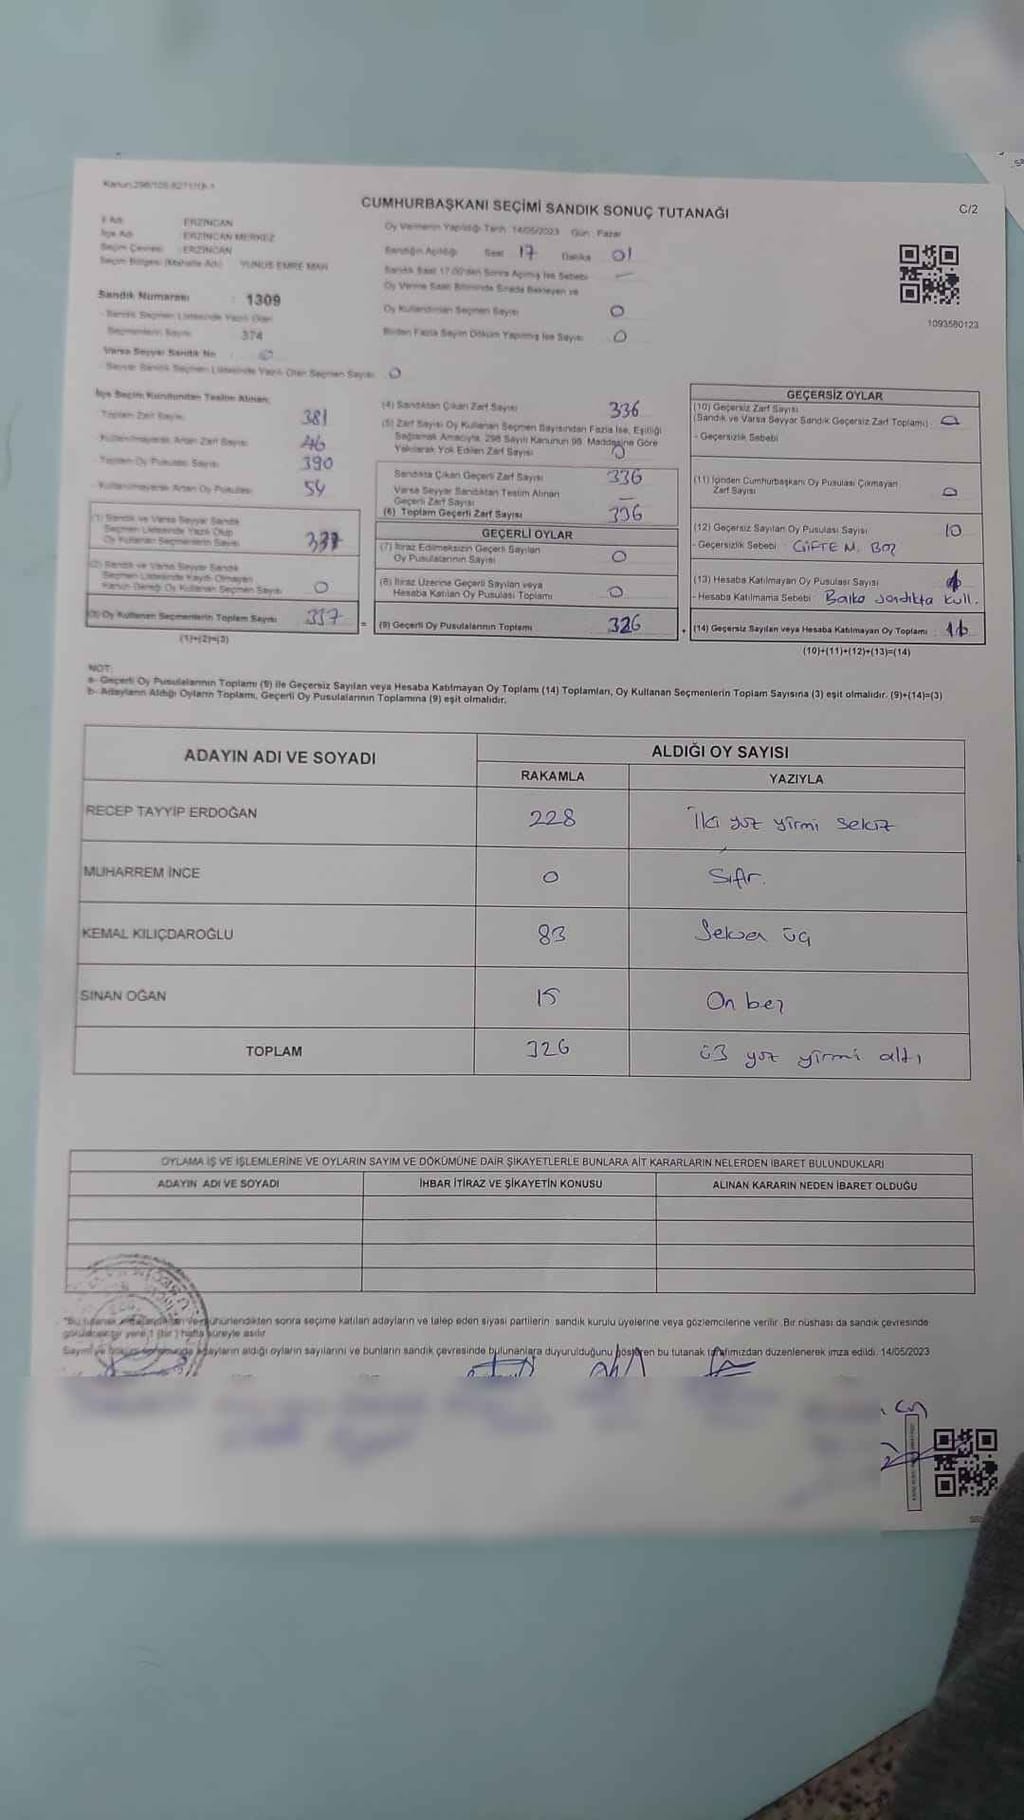 Kanun:298/105
CUMHURBAŞKANI SEÇİMİ SANDIK SONUÇ TUTANAĞI
C/2
İl Adı ERZİNCAN
İlçe Adı ERZİNCAN MERKEZ
Seçim Çevresi ERZİNCAN
Seçim Bölgesi (Mahalle Adı) YUNUS EMRE MAH
Sandık Numarası : 1309
- Sandık Seçmen Listesinde Yazılı Olan
Seçmenlerin Sayısı : 374
Varsa Seyyar Sandık No : 0
- Seyyar Sandık Seçmen Listesinde Yazılı Olan Seçmen Sayısı : 0
Oy Vermenin Yapıldığı Tarih 14/05/2023 Gün : Pazar
Sandığın Açıldığı Saat 17 Dakika 01
Sandık Saat 17.00'dan Sonra Açılmış İse Sebebi -
Oy Verme Saati Bitiminde Sırada Bekleyen ve
Oy Kullandırılan Seçmen Sayısı 0
Birden Fazla Sayım Döküm Yapılmış İse Sayısı 0
1093580123
İlçe Seçim Kurulundan Teslim Alınan;
Toplam Zarf Sayısı 381
Kullanılmayarak Artan Zarf Sayısı 46
Toplam Oy Pusulası Sayısı 390
Kullanılmayarak Artan Oy Pusulası 54
(1) Sandık ve Varsa Seyyar Sandık
Seçmen Listesinde Yazılı Olup
Oy Kullanan Seçmenlerin Sayısı 337
(2) Sandık ve Varsa Seyyar Sandık
Seçmen Listesinde Kayıtlı Olmayan
Kanun Gereği Oy Kullanan Seçmen Sayısı 0
(3) Oy Kullanan Seçmenlerin Toplam Sayısı 337
(1)+(2)=(3)
(4) Sandıktan Çıkan Zarf Sayısı 336
(5) Zarf Sayısı Oy Kullanan Seçmen Sayısından Fazla İse, Eşitliği
Sağlamak Amacıyla, 298 Sayılı Kanunun 98. Maddesine Göre
Yakılarak Yok Edilen Zarf Sayısı 0
Sandıkta Çıkan Geçerli Zarf Sayısı 336
Varsa Seyyar Sandıktan Teslim Alınan
Geçerli Zarf Sayısı -
(6) Toplam Geçerli Zarf Sayısı 336
GEÇERLİ OYLAR
(7) İtiraz Edilmeksizin Geçerli Sayılan
Oy Pusulalarının Sayısı 0
(8) İtiraz Üzerine Geçerli Sayılan veya
Hesaba Katılan Oy Pusulası Toplamı 0
= (9) Geçerli Oy Pusulalarının Toplamı 326
GEÇERSİZ OYLAR
(10) Geçersiz Zarf Sayısı
(Sandık ve Varsa Seyyar Sandık Geçersiz Zarf Toplamı) : 0
- Geçersizlik Sebebi
(11) İçinden Cumhurbaşkanı Oy Pusulası Çıkmayan
Zarf Sayısı 0
(12) Geçersiz Sayılan Oy Pusulası Sayısı 10
- Geçersizlik Sebebi : ÇİFTE M.
(13) Hesaba Katılmayan Oy Pusulası Sayısı
- Hesaba Katılmama Sebebi sandıkta kull.
(14) Geçersiz Sayılan veya Hesaba Katılmayan Oy Toplamı :
(10)+(11)+(12)+(13)=(14)
NOT:
a- Geçerli Oy Pusulalarının Toplamı (9) ile Geçersiz Sayılan veya Hesaba Katılmayan Oy Toplamı (14) Toplamları, Oy Kullanan Seçmenlerin Toplam Sayısına (3) eşit olmalıdır. (9)+(14)=(3)
b- Adayların Aldığı Oyların Toplamı, Geçerli Oy Pusulalarının Toplamına (9) eşit olmalıdır.
ADAYIN ADI VE SOYADI ALDIĞI OY SAYISI
RAKAMLA YAZIYLA
RECEP TAYYİP ERDOĞAN 228 İki yüz yirmi sekiz
MUHARREM İNCE 0 Sıfır.
KEMAL KILIÇDAROĞLU 83 Seksen üç
SİNAN OĞAN 15 On beş
TOPLAM 326 üç yüz yirmi altı
OYLAMA İŞ VE İŞLEMLERİNE VE OYLARIN SAYIM VE DÖKÜMÜNE DAİR ŞİKAYETLERLE BUNLARA AİT KARARLARIN NELERDEN İBARET BULUNDUKLARI
ADAYIN ADI VE SOYADI İHBAR İTİRAZ VE ŞİKAYETİN KONUSU ALINAN KARARIN NEDEN İBARET OLDUĞU
*Bu tutanak mühürlendikten sonra seçime katılan adayların ve talep eden siyasi partilerin sandık kurulu üyelerine veya gözlemcilerine verilir. Bir nüshası da sandık çevresinde
görülecek bir yere 1 (bir) hafta süreyle asılır
Sayım ve döküm sonunda adayların aldığı oyların sayılarını ve bunların sandık çevresinde bulunanlara duyurulduğunu gösteren bu tutanak tarafımızdan düzenlenerek imza edildi. 14/05/2023